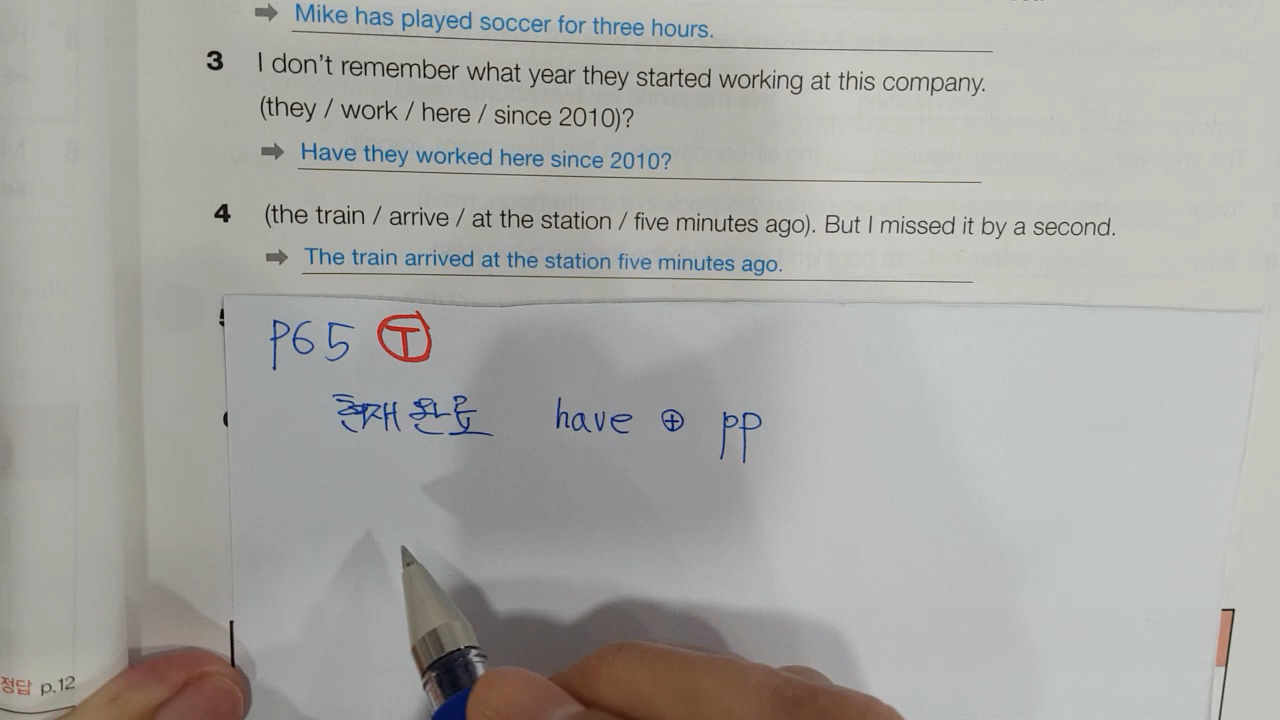 ➡ Mike has played soccer for three hours.
3 I don't remember what year they started working at this company.
(they / work / here / since 2010)?
➡ Have they worked here since 2010?
4 (the train / arrive / at the station / five minutes ago). But I missed it by a second.
➡ The train arrived at the station five minutes ago.
P65 Ⓣ
현재완료 have ⊕ pp
정답 p.12